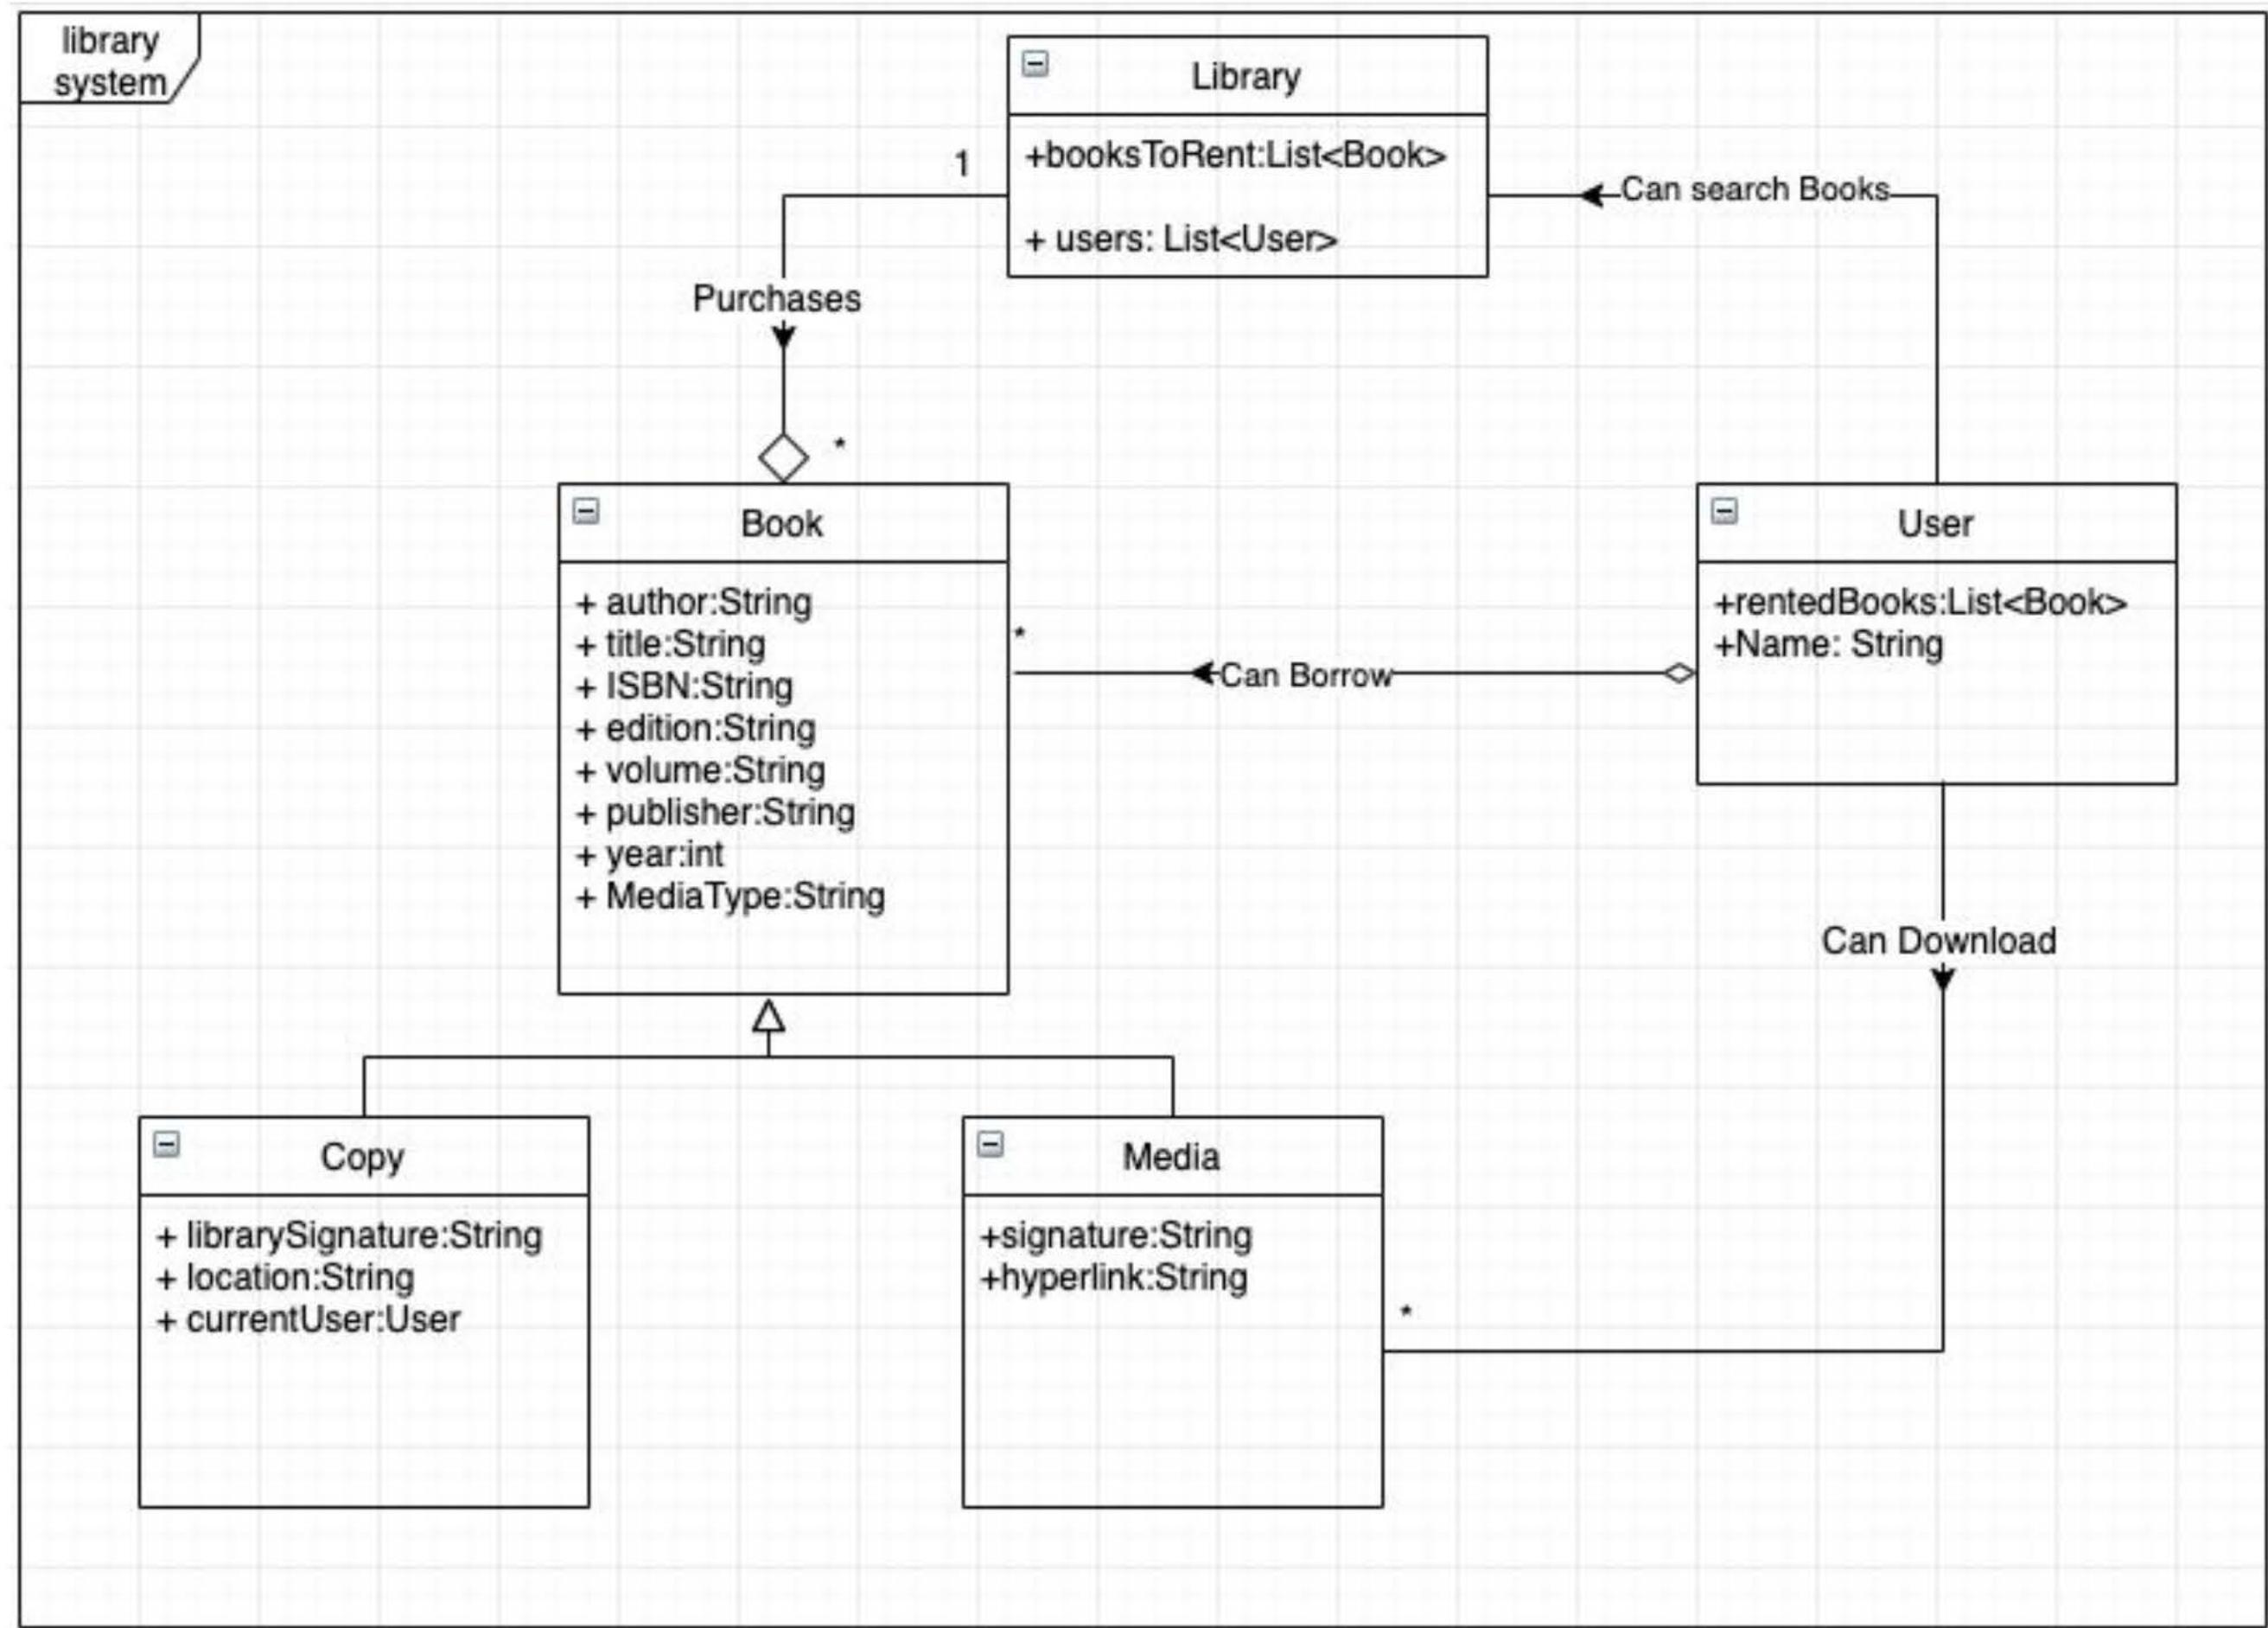 library
system
Library
+booksToRent:List<Book>
+ users: List<User>
1
Can search Books
Purchases
*
Book
+ author:String
+ title:String
+ ISBN:String
+ edition:String
+ volume:String
+ publisher:String
+ year:int
+ MediaType:String
*
Can Borrow
User
+rentedBooks:List<Book>
+Name: String
Can Download
Copy
+ librarySignature:String
+ location:String
+ currentUser:User
Media
+signature:String
+hyperlink:String
*